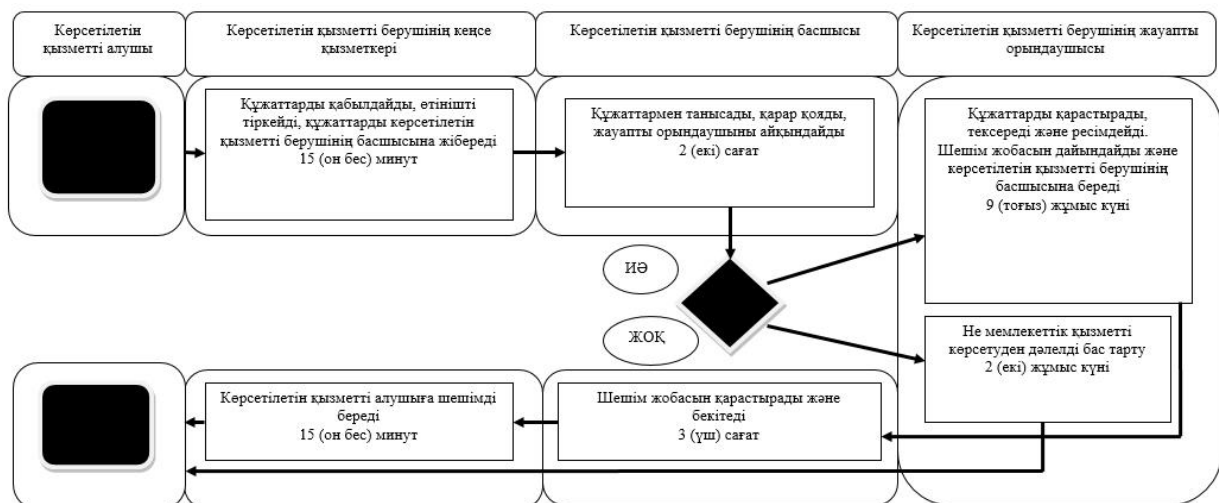 Көрсетілетін
қызметті алушы
Көрсетілетін қызметті берушінің кеңсе
қызметкері
Көрсетілетін қызметті берушінің басшысы
Көрсетілетін қызметті берушінің жауапты
орындаушысы
Құжаттарды қабылдайды, өтінішті
тіркейді, құжаттарды көрсетілетін
қызметті берушінің басшысына жібереді
15 (он бес) минут
Құжаттармен танысады, қарар қояды,
жауапты орындаушыны айқындайды
2 (екі) сағат
Құжаттарды қарастырады,
тексереді және ресімдейді.
Шешім жобасын дайындайды және
көрсетілетін қызметті берушінің
басшысына береді
9 (тоғыз) жұмыс күні
ИӘ
ЖОҚ
Не мемлекеттік қызметті
көрсетуден дәлелді бас тарту
2 (екі) жұмыс күні
Көрсетілетін қызметті алушыға шешімді
береді
15 (он бес) минут
Шешім жобасын қарастырады және
бекітеді
3 (үш) сағат